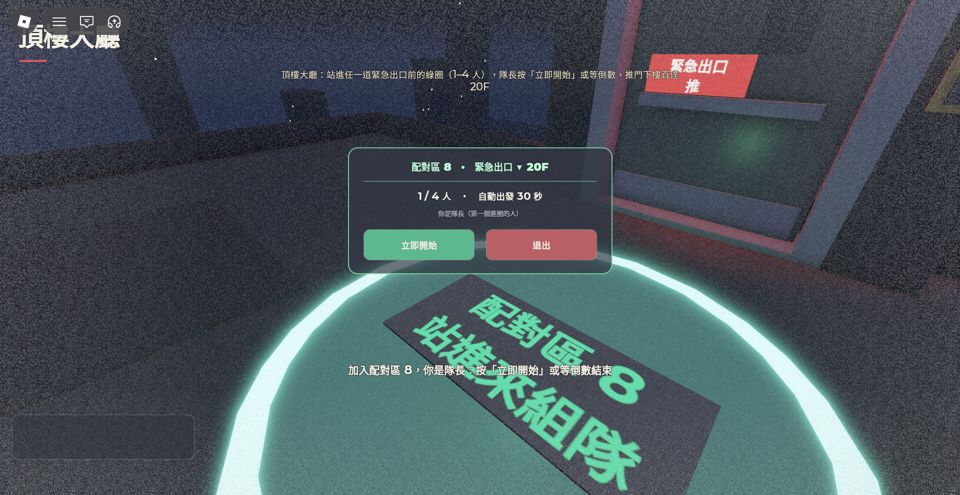 頂樓大廳
頂樓大廳：站進任一道緊急出口前的綠圈（1–4 人），隊長按「立即開始」或等倒數，推門下樓直達
20F
緊急出口
推
配對區 8 • 緊急出口 ▼ 20F
1 / 4 人 • 自動出發 30 秒
你是隊長（第一個進圈的人）
立即開始
退出
配對區 8
站進來組隊
加入配對區 8，你是隊長：按「立即開始」或等倒數結束